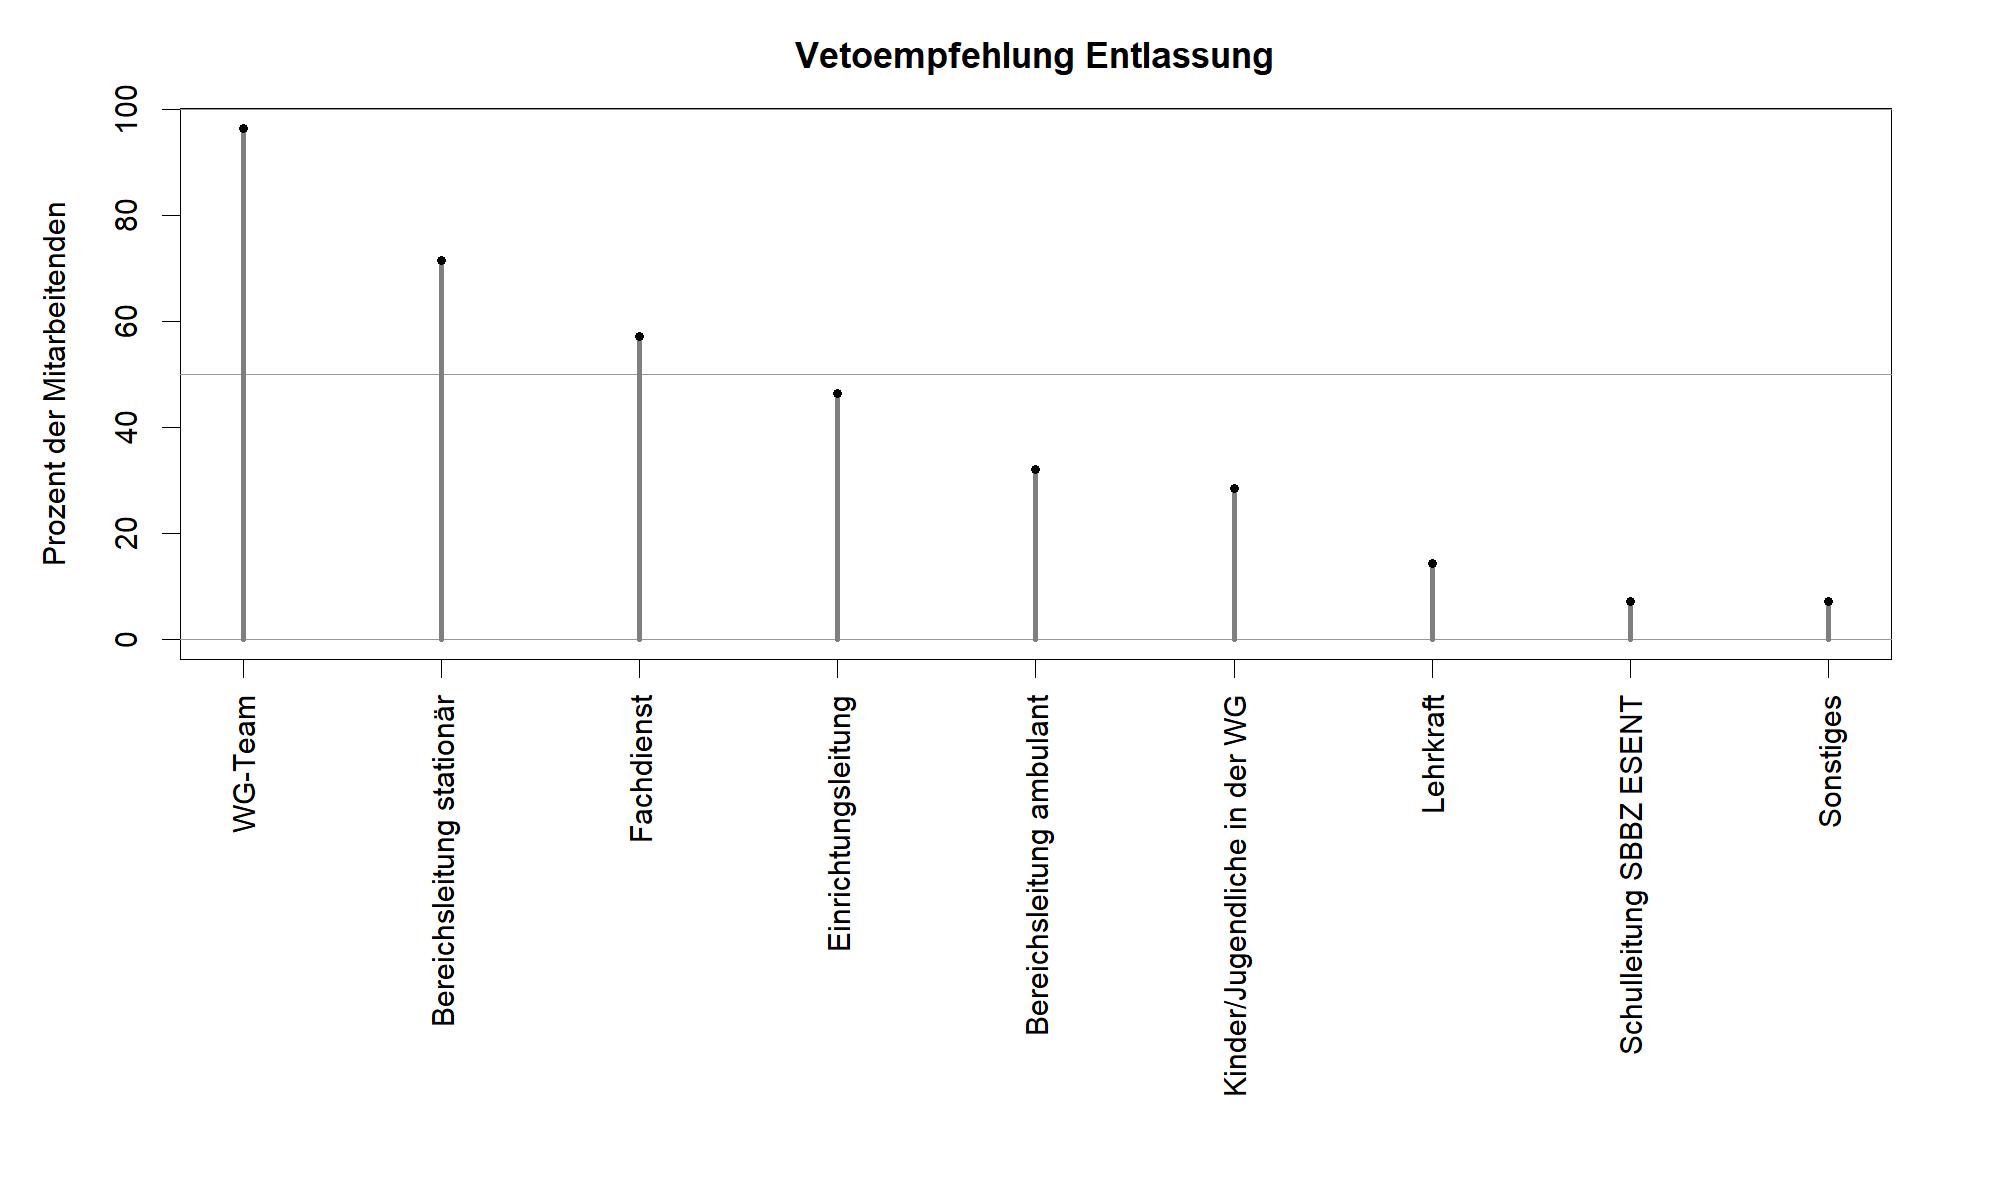 Vetoempfehlung Entlassung
Prozent der Mitarbeitenden
100
80
60
40
20
0
WG-Team
Bereichsleitung stationär
Fachdienst
Einrichtungsleitung
Bereichsleitung ambulant
Kinder/Jugendliche in der WG
Lehrkraft
Schulleitung SBBZ ESENT
Sonstiges